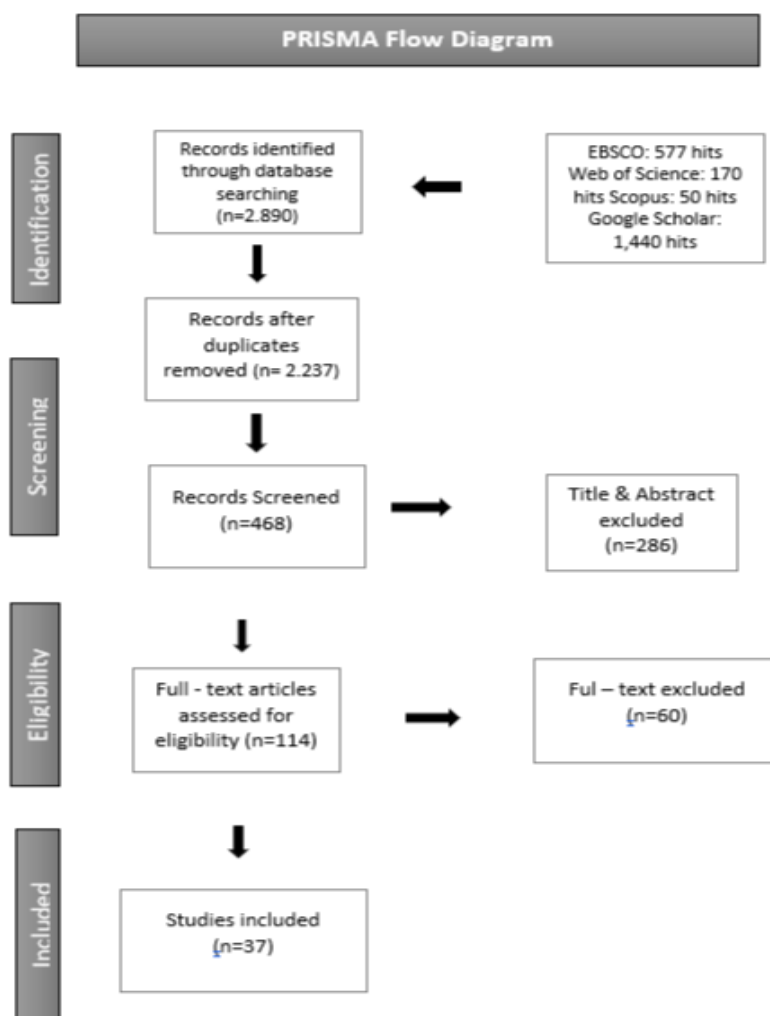 PRISMA Flow Diagram
Identification
Records identified
through database
searching
(n=2.890)
EBSCO: 577 hits
Web of Science: 170
hits Scopus: 50 hits
Google Scholar:
1,440 hits
Records after
duplicates
removed (n= 2.237)
Screening
Records Screened
(n=468)
Title & Abstract
excluded
(n=286)
Eligibility
Full - text articles
assessed for
eligibility (n=114)
Ful – text excluded
(n=60)
Included
Studies included
(n=37)